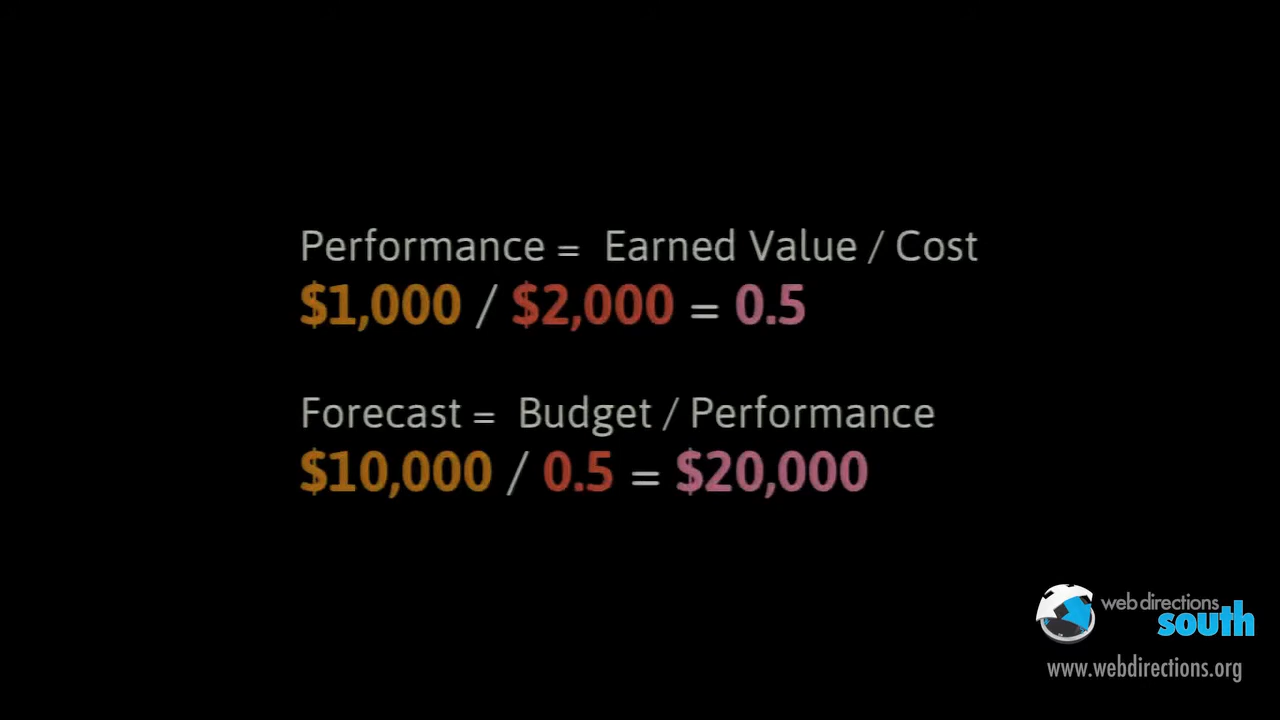 Performance = Earned Value / Cost
$1,000 / $2,000 = 0.5
Forecast = Budget / Performance
$10,000 / 0.5 = $20,000
web directions
south
www.webdirections.org